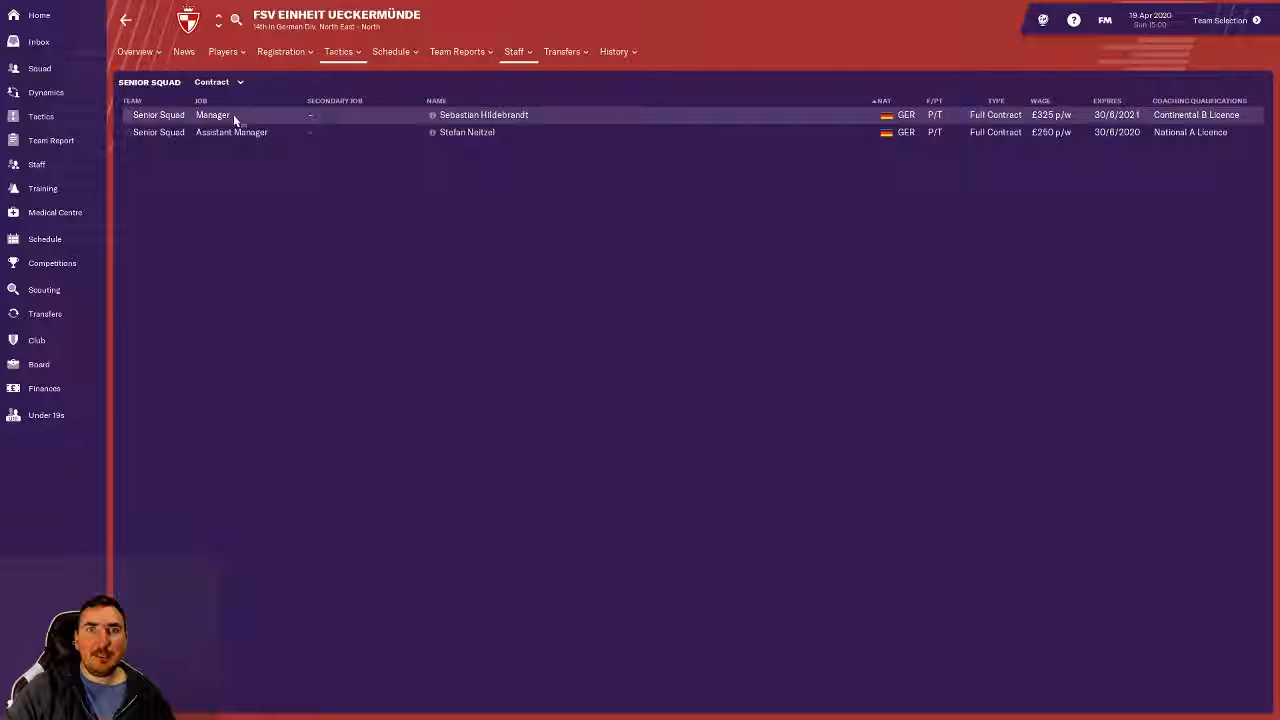 Home
Inbox
Squad
Dynamics
Tactics
Team Report
Staff
Training
Medical Centre
Schedule
Competitions
Scouting
Transfers
Club
Board
Finances
Under 19s
FSV EINHEIT UECKERMÜNDE
14th in German Div. North East - North
FM
19 Apr 2020
Sun 15:00
Team Selection
Overview News Players Registration Tactics Schedule Team Reports Staff Transfers History
SENIOR SQUAD Contract
TEAM JOB SECONDARY JOB NAME NAT F/PT TYPE WAGE EXPIRES COACHING QUALIFICATIONS
Senior Squad Manager - Sebastian Hildebrandt GER P/T Full Contract £325 p/w 30/6/2021 Continental B Licence
Senior Squad Assistant Manager - Stefan Neitzel GER P/T Full Contract £250 p/w 30/6/2020 National A Licence